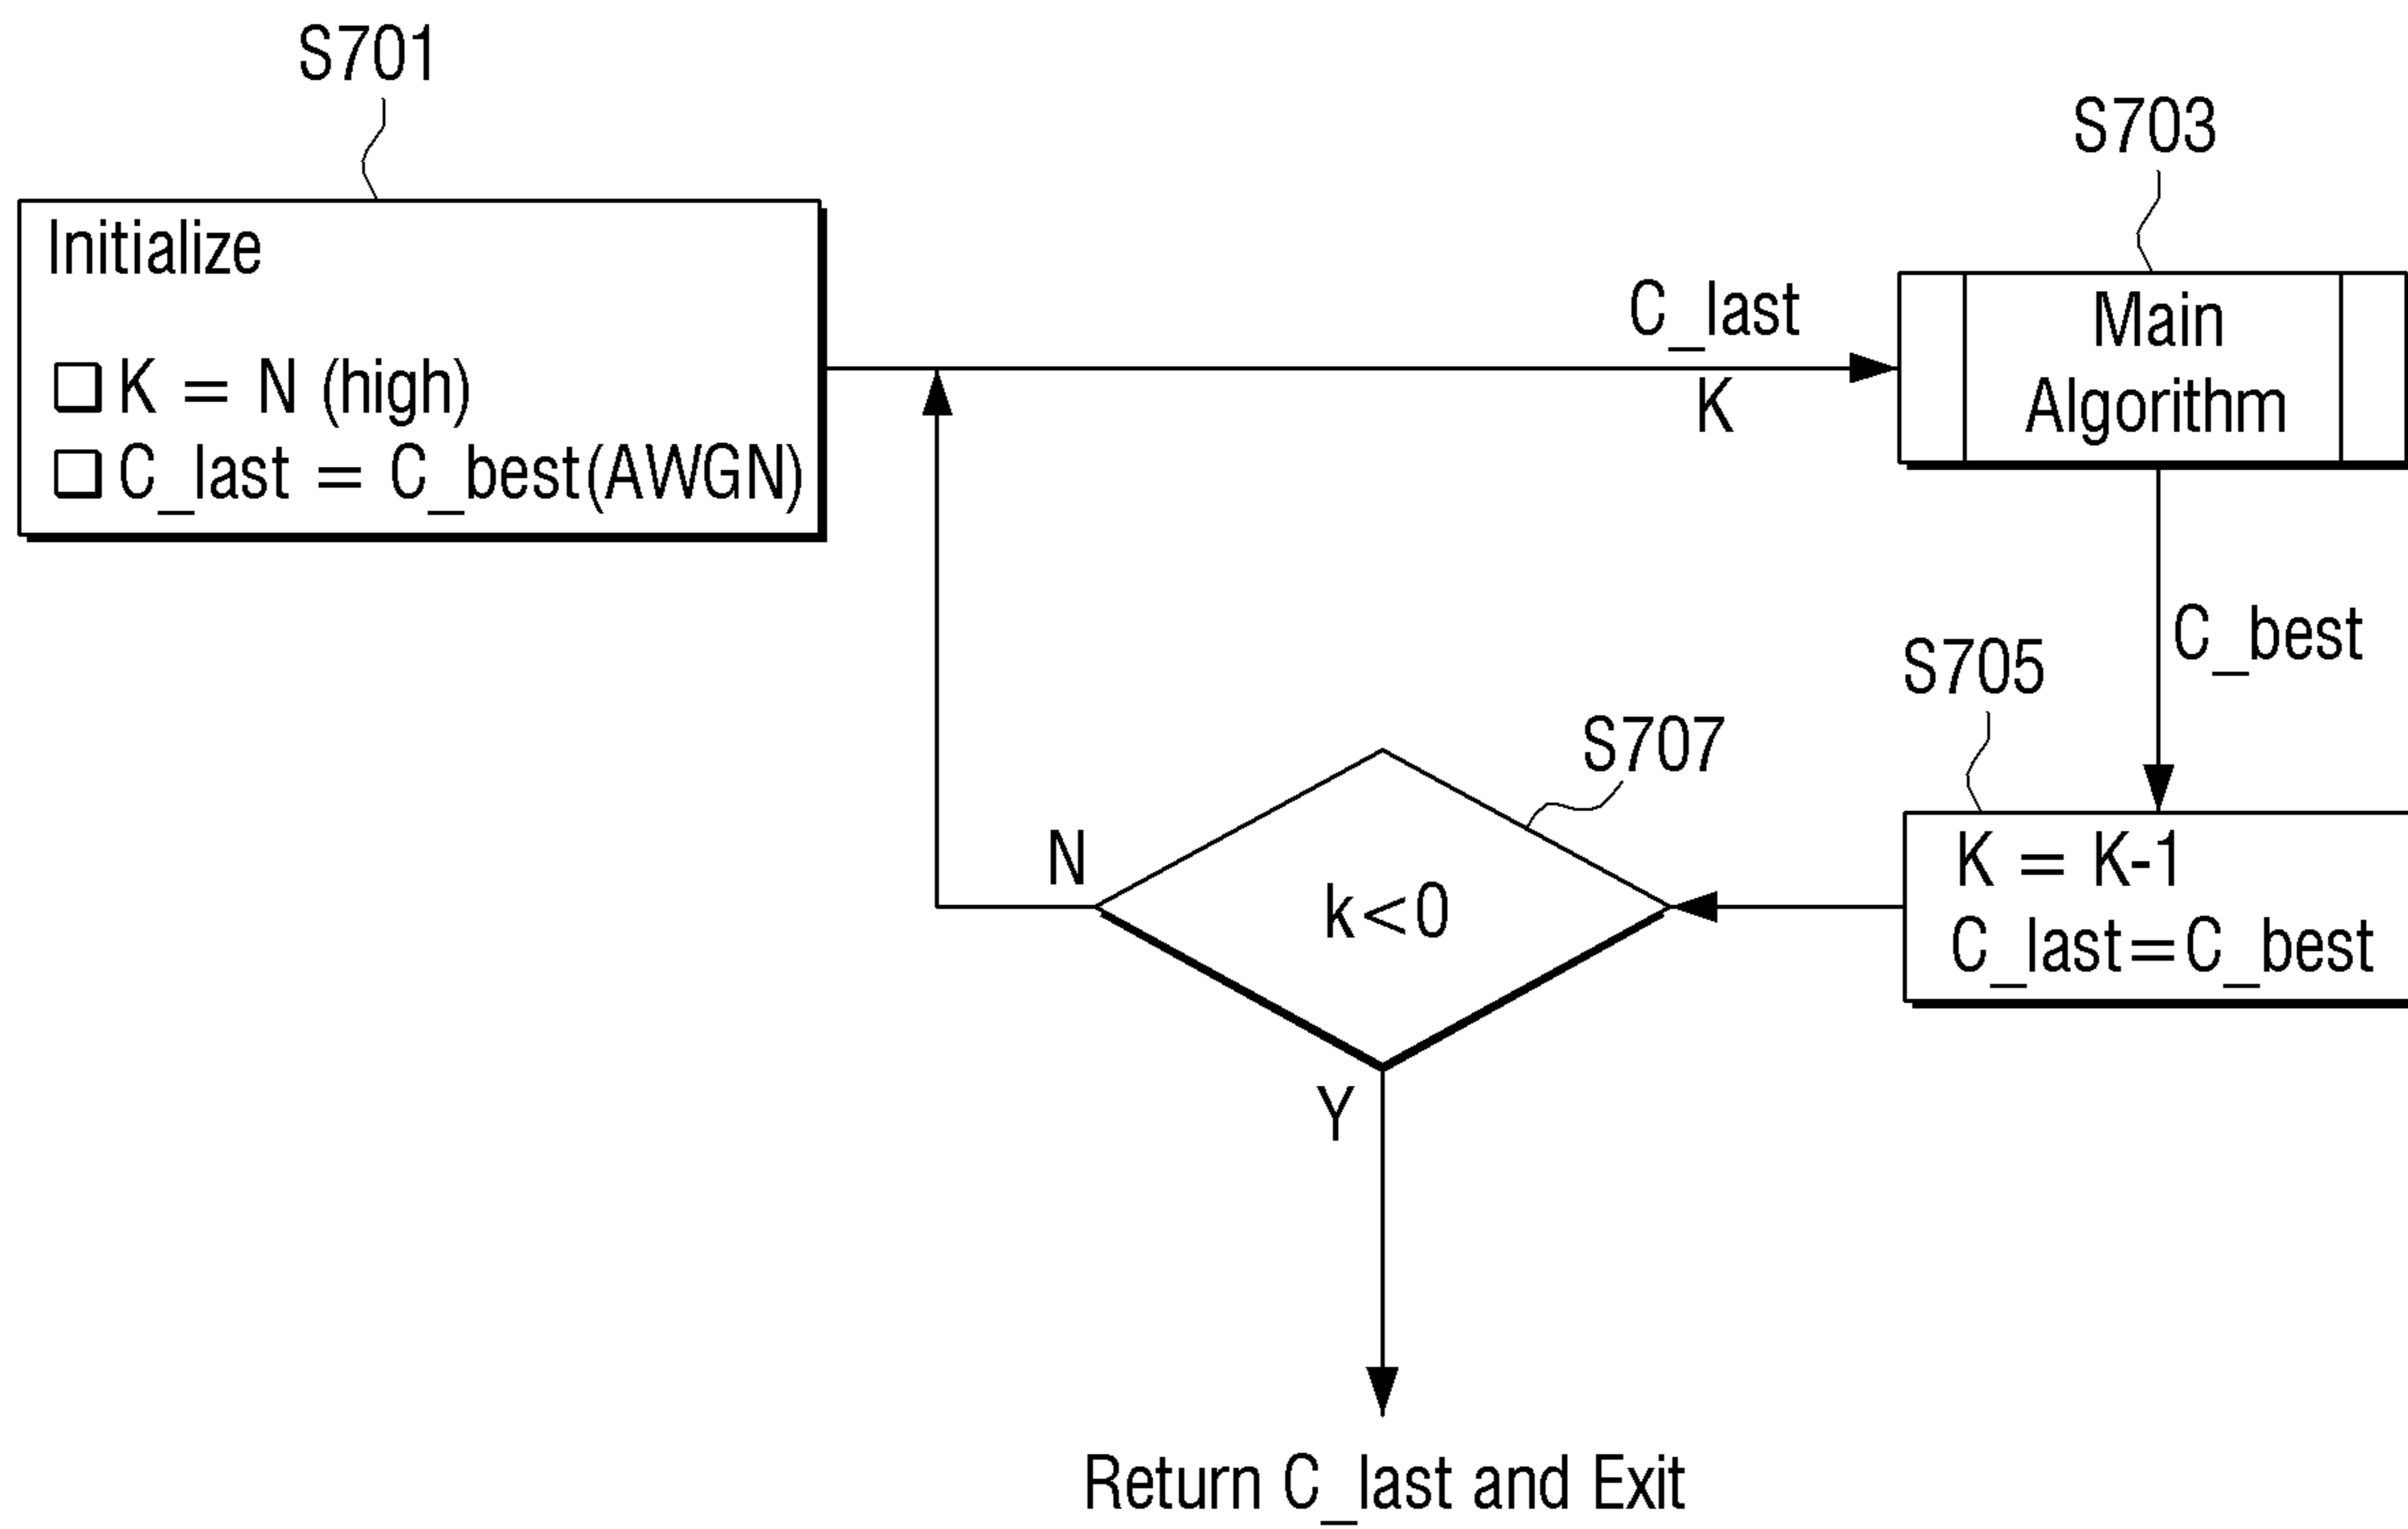 S701
Initialize
K = N (high)
C_last = C_best(AWGN)
C_last
K
S703
Main
Algorithm
C_best
S705
K = K-1
C_last=C_best
S707
k<0
N
Y
Return C_last and Exit